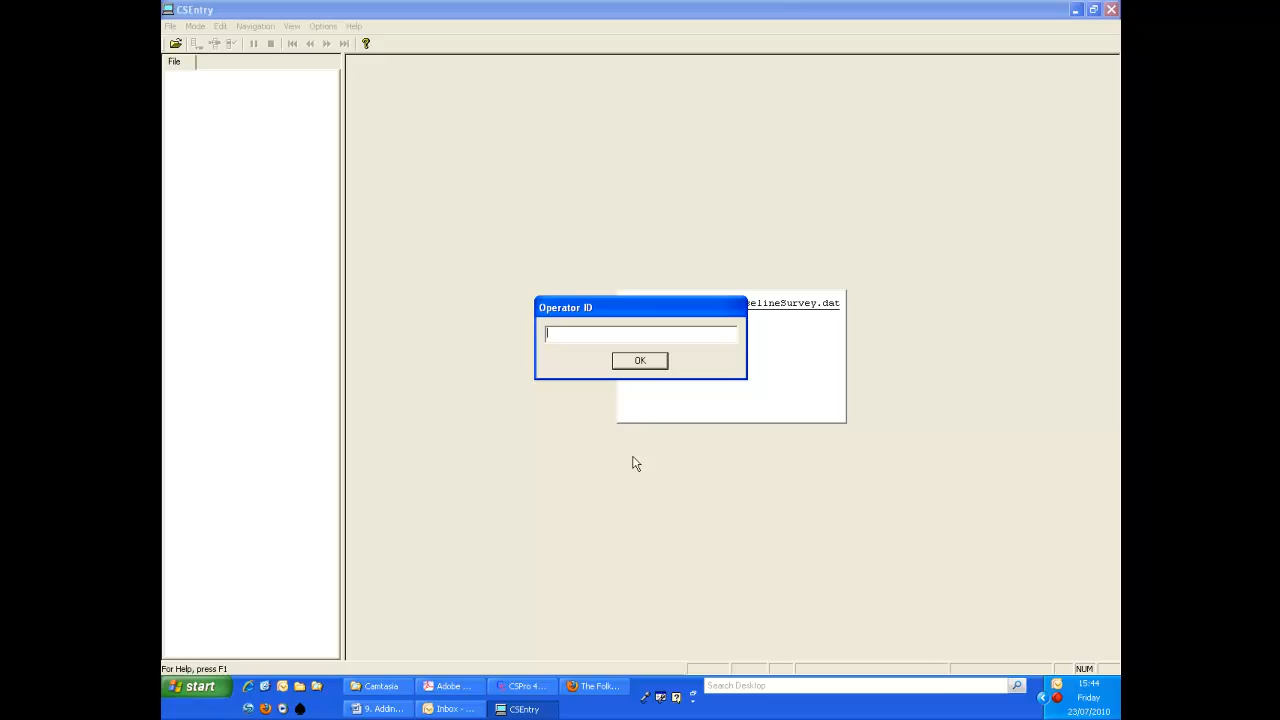 CSEntry
File Mode Edit Navigation View Options Help
File
elineSurvey.dat
Operator ID
OK
For Help, press F1
NUM
start
Camtasia
Adobe ...
CSPro 4...
The Folk...
Search Desktop
15:44
Friday
23/07/2010
9. Addin...
Inbox - ...
CSEntry